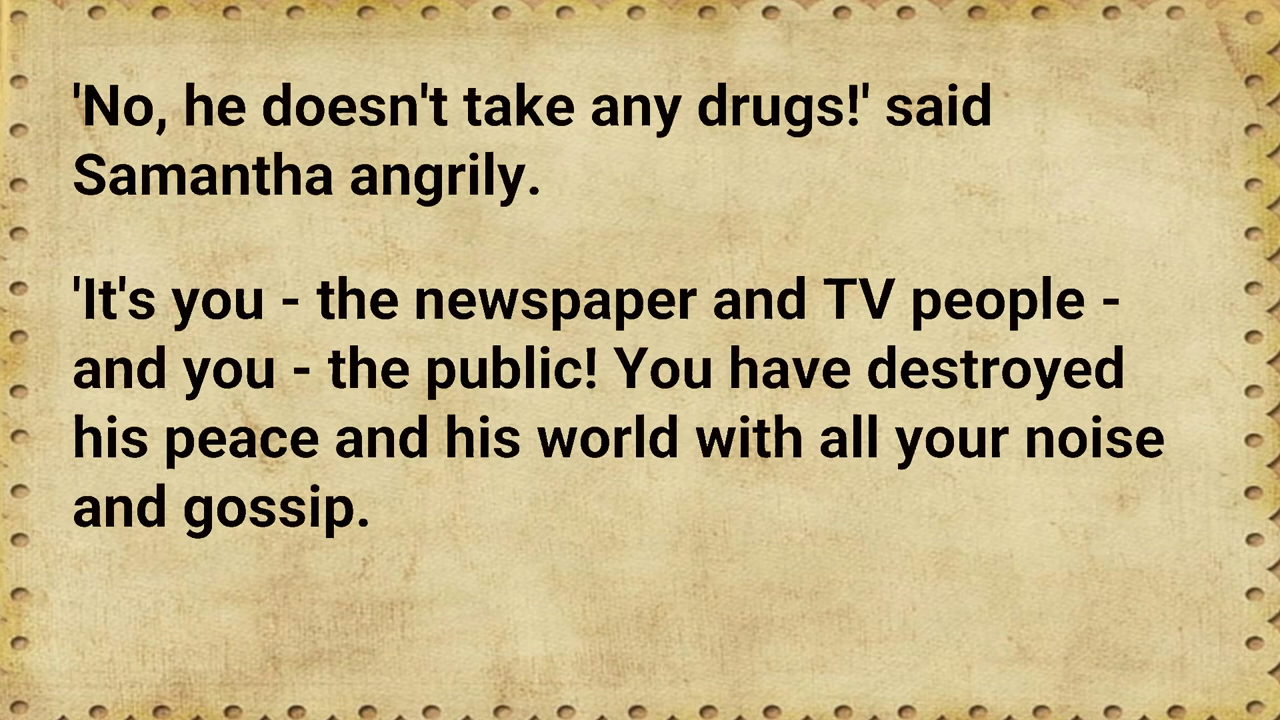 'No, he doesn't take any drugs!' said
Samantha angrily.
'It's you - the newspaper and TV people -
and you - the public! You have destroyed
his peace and his world with all your noise
and gossip.